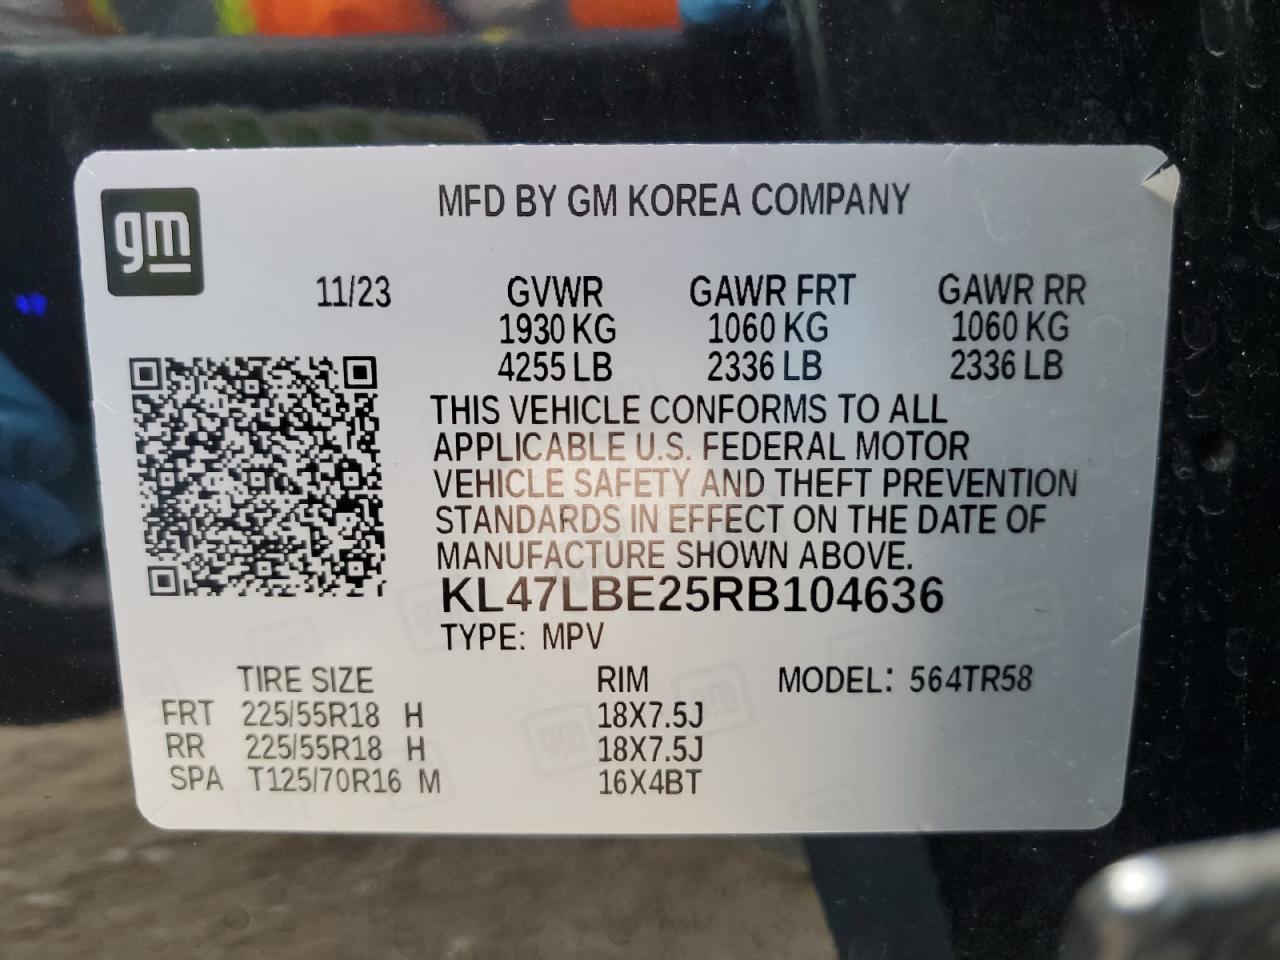 gm
MFD BY GM KOREA COMPANY
11/23 GVWR GAWR FRT GAWR RR
1930 KG 1060 KG 1060 KG
4255 LB 2336 LB 2336 LB
THIS VEHICLE CONFORMS TO ALL
APPLICABLE U.S. FEDERAL MOTOR
VEHICLE SAFETY AND THEFT PREVENTION
STANDARDS IN EFFECT ON THE DATE OF
MANUFACTURE SHOWN ABOVE.
KL47LBE25RB104636
TYPE: MPV
TIRE SIZE RIM MODEL: 564TR58
FRT 225/55R18 H 18X7.5J
RR 225/55R18 H 18X7.5J
SPA T125/70R16 M 16X4BT